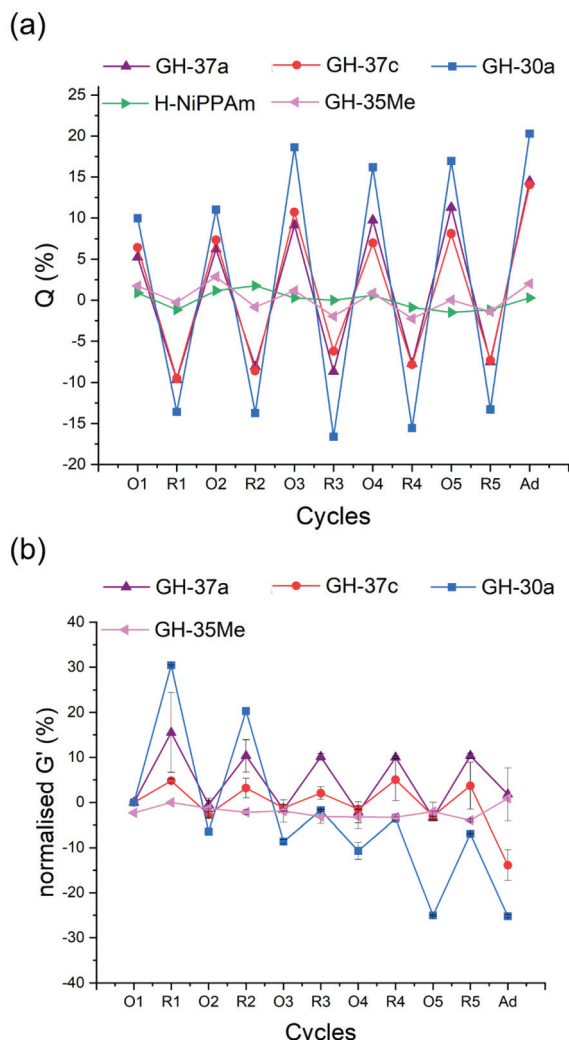 (a)
GH-37a GH-37c GH-30a
H-NiPPAm GH-35Me
25
20
15
10
5
0
-5
-10
-15
-20
Q (%)
O1 R1 O2 R2 O3 R3 O4 R4 O5 R5 Ad
Cycles
(b)
GH-37a GH-37c GH-30a
GH-35Me
40
30
20
10
0
-10
-20
-30
-40
normalised G' (%)
O1 R1 O2 R2 O3 R3 O4 R4 O5 R5 Ad
Cycles